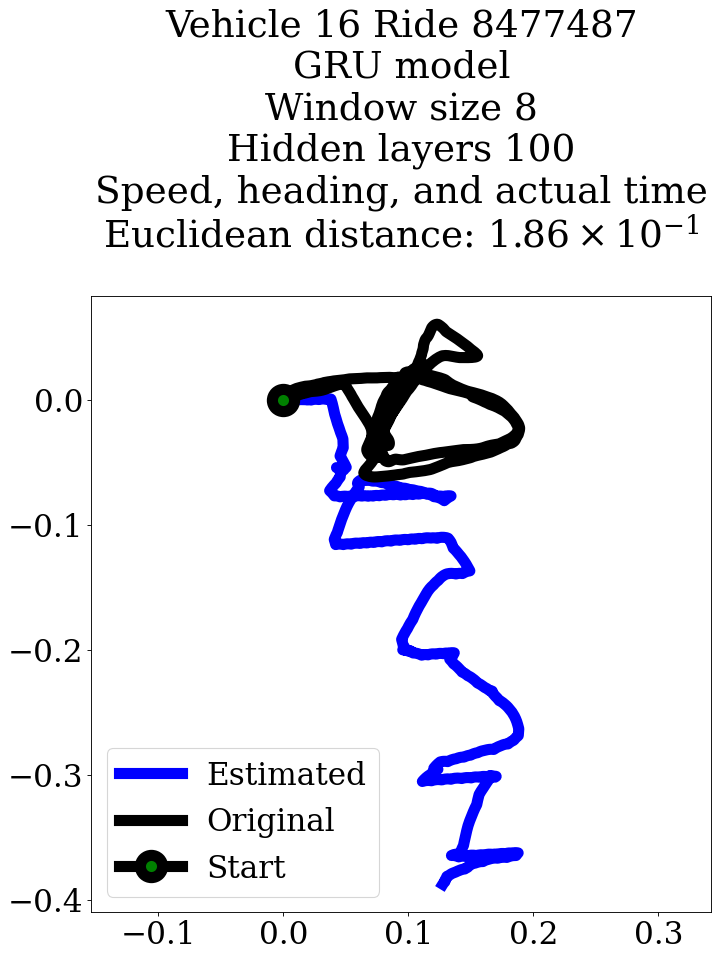 Vehicle 16 Ride 8477487
GRU model
Window size 8
Hidden layers 100
Speed, heading, and actual time
Euclidean distance: 1.86 × 10⁻¹
0.0
−0.1
−0.2
−0.3
−0.4
Estimated
Original
Start
−0.1 0.0 0.1 0.2 0.3